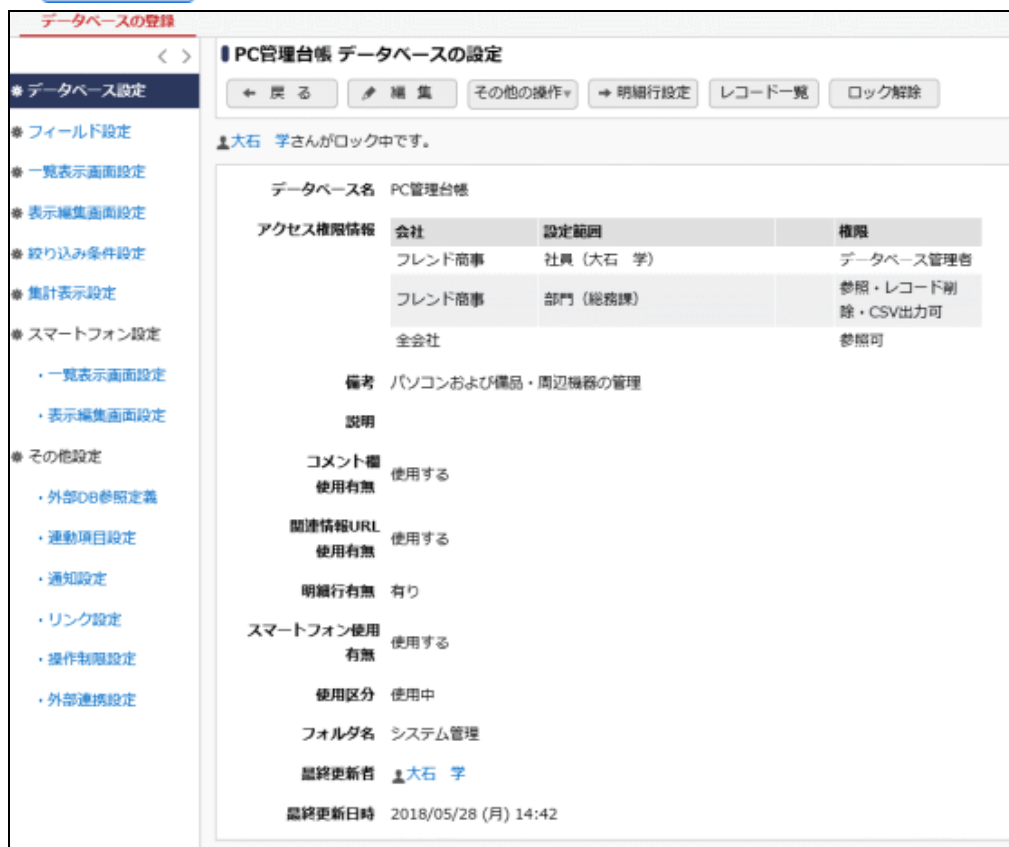 データベースの登録
< >
データベース設定
フィールド設定
一覧表示画面設定
表示編集画面設定
絞り込み条件設定
集計表示設定
スマートフォン設定
・一覧表示画面設定
・表示編集画面設定
その他設定
・外部DB参照定義
・連動項目設定
・通知設定
・リンク設定
・操作制限設定
・外部連携設定
PC管理台帳 データベースの設定
← 戻 る 編 集 その他の操作▾ → 明細行設定 レコード一覧 ロック解除
大石 学さんがロック中です。
データベース名 PC管理台帳
アクセス権限情報 会社 設定範囲 権限
フレンド商事 社員（大石 学） データベース管理者
フレンド商事 部門（総務課） 参照・レコード削
除・CSV出力可
全会社 参照可
備考 パソコンおよび備品・周辺機器の管理
説明
コメント欄
使用有無 使用する
関連情報URL
使用有無 使用する
明細行有無 有り
スマートフォン使用
有無 使用する
使用区分 使用中
フォルダ名 システム管理
最終更新者 大石 学
最終更新日時 2018/05/28 (月) 14:42